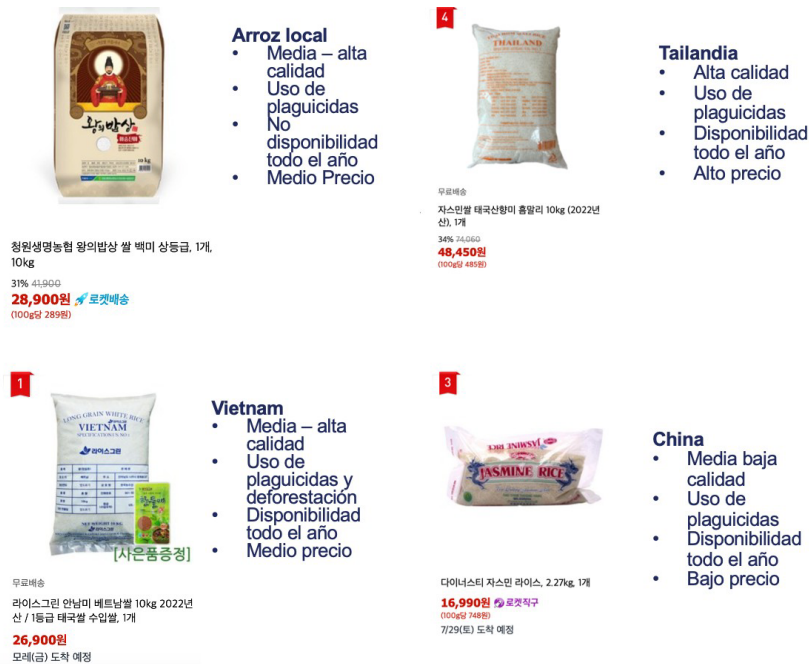 왕의밥상
10 kg
Arroz local
• Media – alta
calidad
• Uso de
plaguicidas
• No
disponibilidad
todo el año
• Medio Precio
청원생명농협 왕의밥상 쌀 백미 상등급, 1개,
10kg
31% 41,900
28,900원 로켓배송
(100g당 289원)
4
THAILAND
Tailandia
• Alta calidad
• Uso de
plaguicidas
• Disponibilidad
todo el año
• Alto precio
무료배송
자스민쌀 태국산향미 홈말리 10kg (2022년
산), 1개
34% 74,060
48,450원
(100g당 485원)
1
LONG GRAIN WHITE RICE
VIETNAM
라이스그린
[사은품증정]
Vietnam
• Media – alta
calidad
• Uso de
plaguicidas y
deforestación
• Disponibilidad
todo el año
• Medio precio
무료배송
라이스그린 안남미 베트남쌀 10kg 2022년
산 / 1등급 태국쌀 수입쌀, 1개
26,900원
모레(금) 도착 예정
3
JASMINE RICE
JASMINE RICE
China
• Media baja
calidad
• Uso de
plaguicidas
• Disponibilidad
todo el año
• Bajo precio
다이너스티 자스민 라이스, 2.27kg, 1개
16,990원 로켓직구
(100g당 748원)
7/29(토) 도착 예정